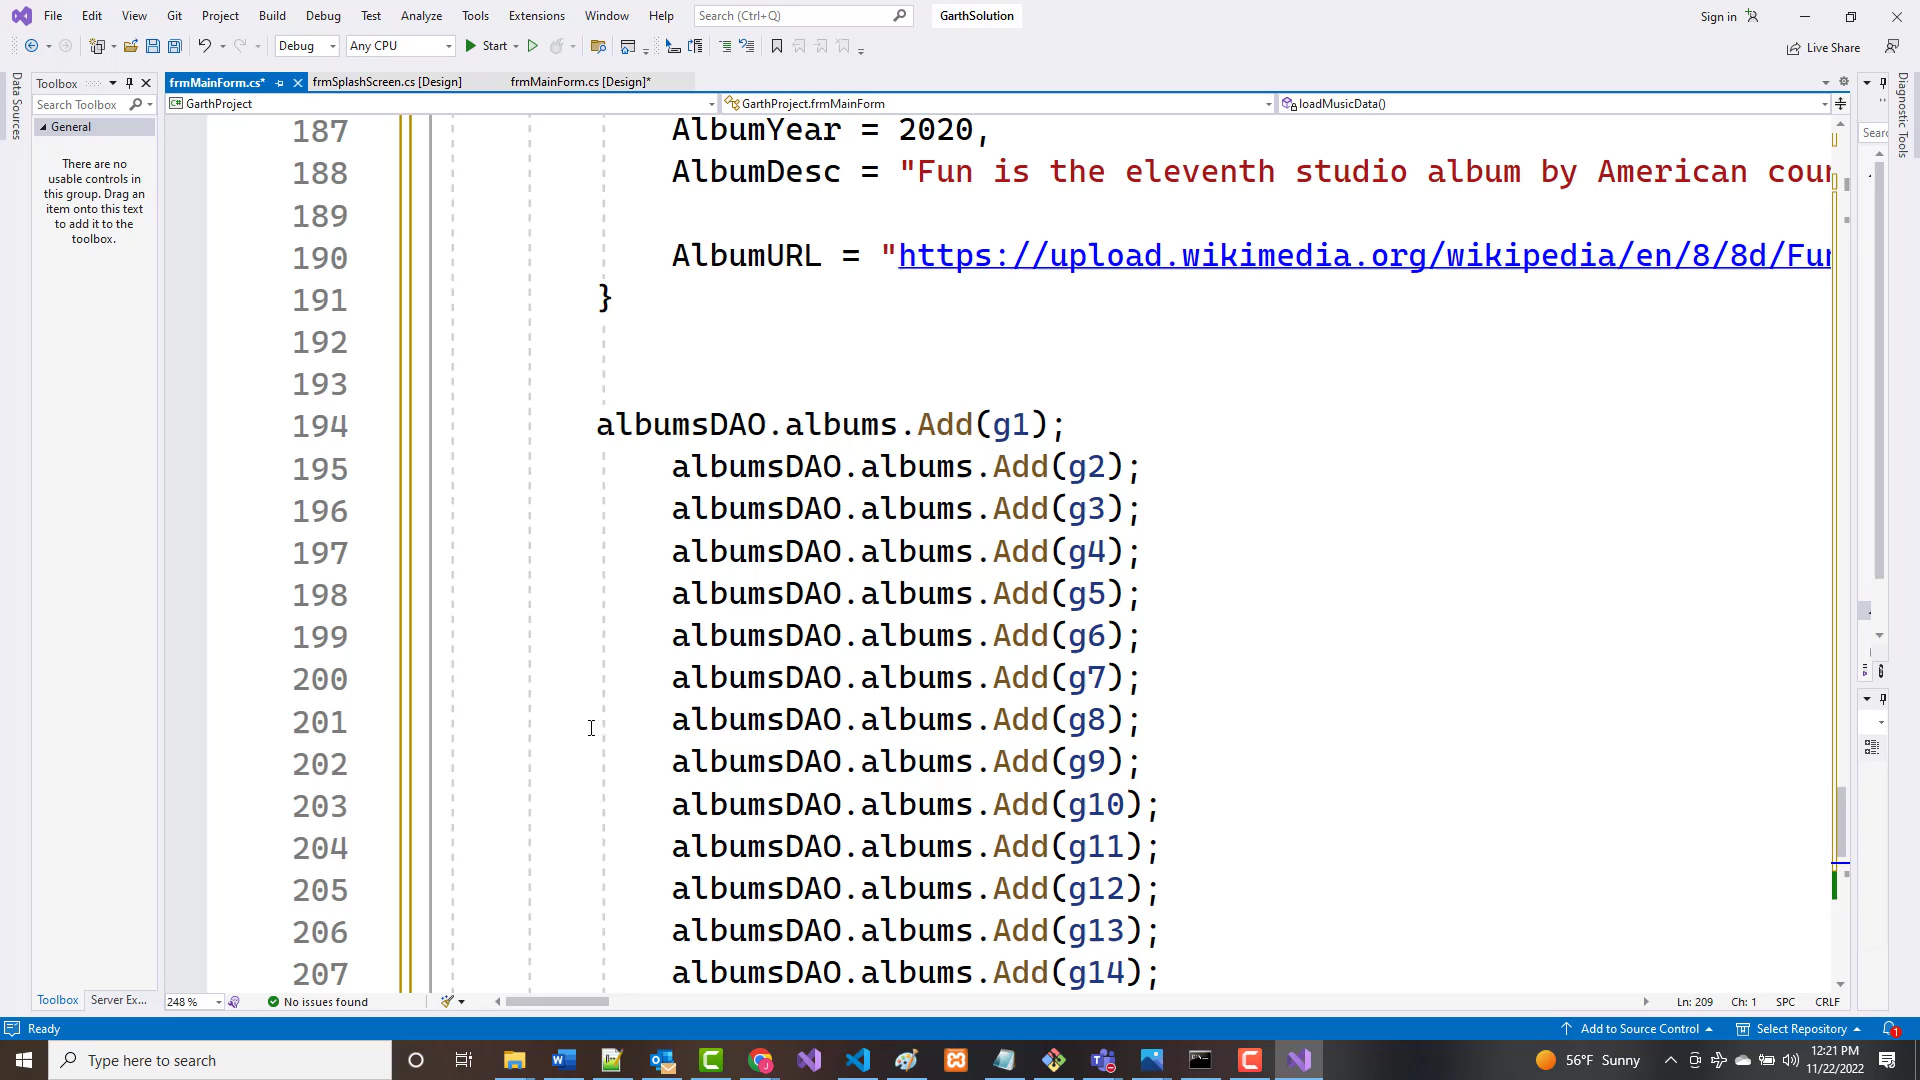 File Edit View Git Project Build Debug Test Analyze Tools Extensions Window Help Search (Ctrl+Q) GarthSolution Sign in
Debug Any CPU Start Live Share
Data Sources
Toolbox
Search Toolbox
General
There are no
usable controls in
this group. Drag an
item onto this text
to add it to the
toolbox.
Toolbox Server Ex...
frmMainForm.cs* frmSplashScreen.cs [Design] frmMainForm.cs [Design]*
GarthProject GarthProject.frmMainForm loadMusicData()
187 AlbumYear = 2020,
188 AlbumDesc = "Fun is the eleventh studio album by American cour
189
190 AlbumURL = "https://upload.wikimedia.org/wikipedia/en/8/8d/Fun
191 }
192
193
194 albumsDAO.albums.Add(g1);
195 albumsDAO.albums.Add(g2);
196 albumsDAO.albums.Add(g3);
197 albumsDAO.albums.Add(g4);
198 albumsDAO.albums.Add(g5);
199 albumsDAO.albums.Add(g6);
200 albumsDAO.albums.Add(g7);
201 albumsDAO.albums.Add(g8);
202 albumsDAO.albums.Add(g9);
203 albumsDAO.albums.Add(g10);
204 albumsDAO.albums.Add(g11);
205 albumsDAO.albums.Add(g12);
206 albumsDAO.albums.Add(g13);
207 albumsDAO.albums.Add(g14);
248 % No issues found Ln: 209 Ch: 1 SPC CRLF
Sear
Diagnostic Tools
Ready Add to Source Control Select Repository 1
Type here to search 56°F Sunny 12:21 PM
11/22/2022